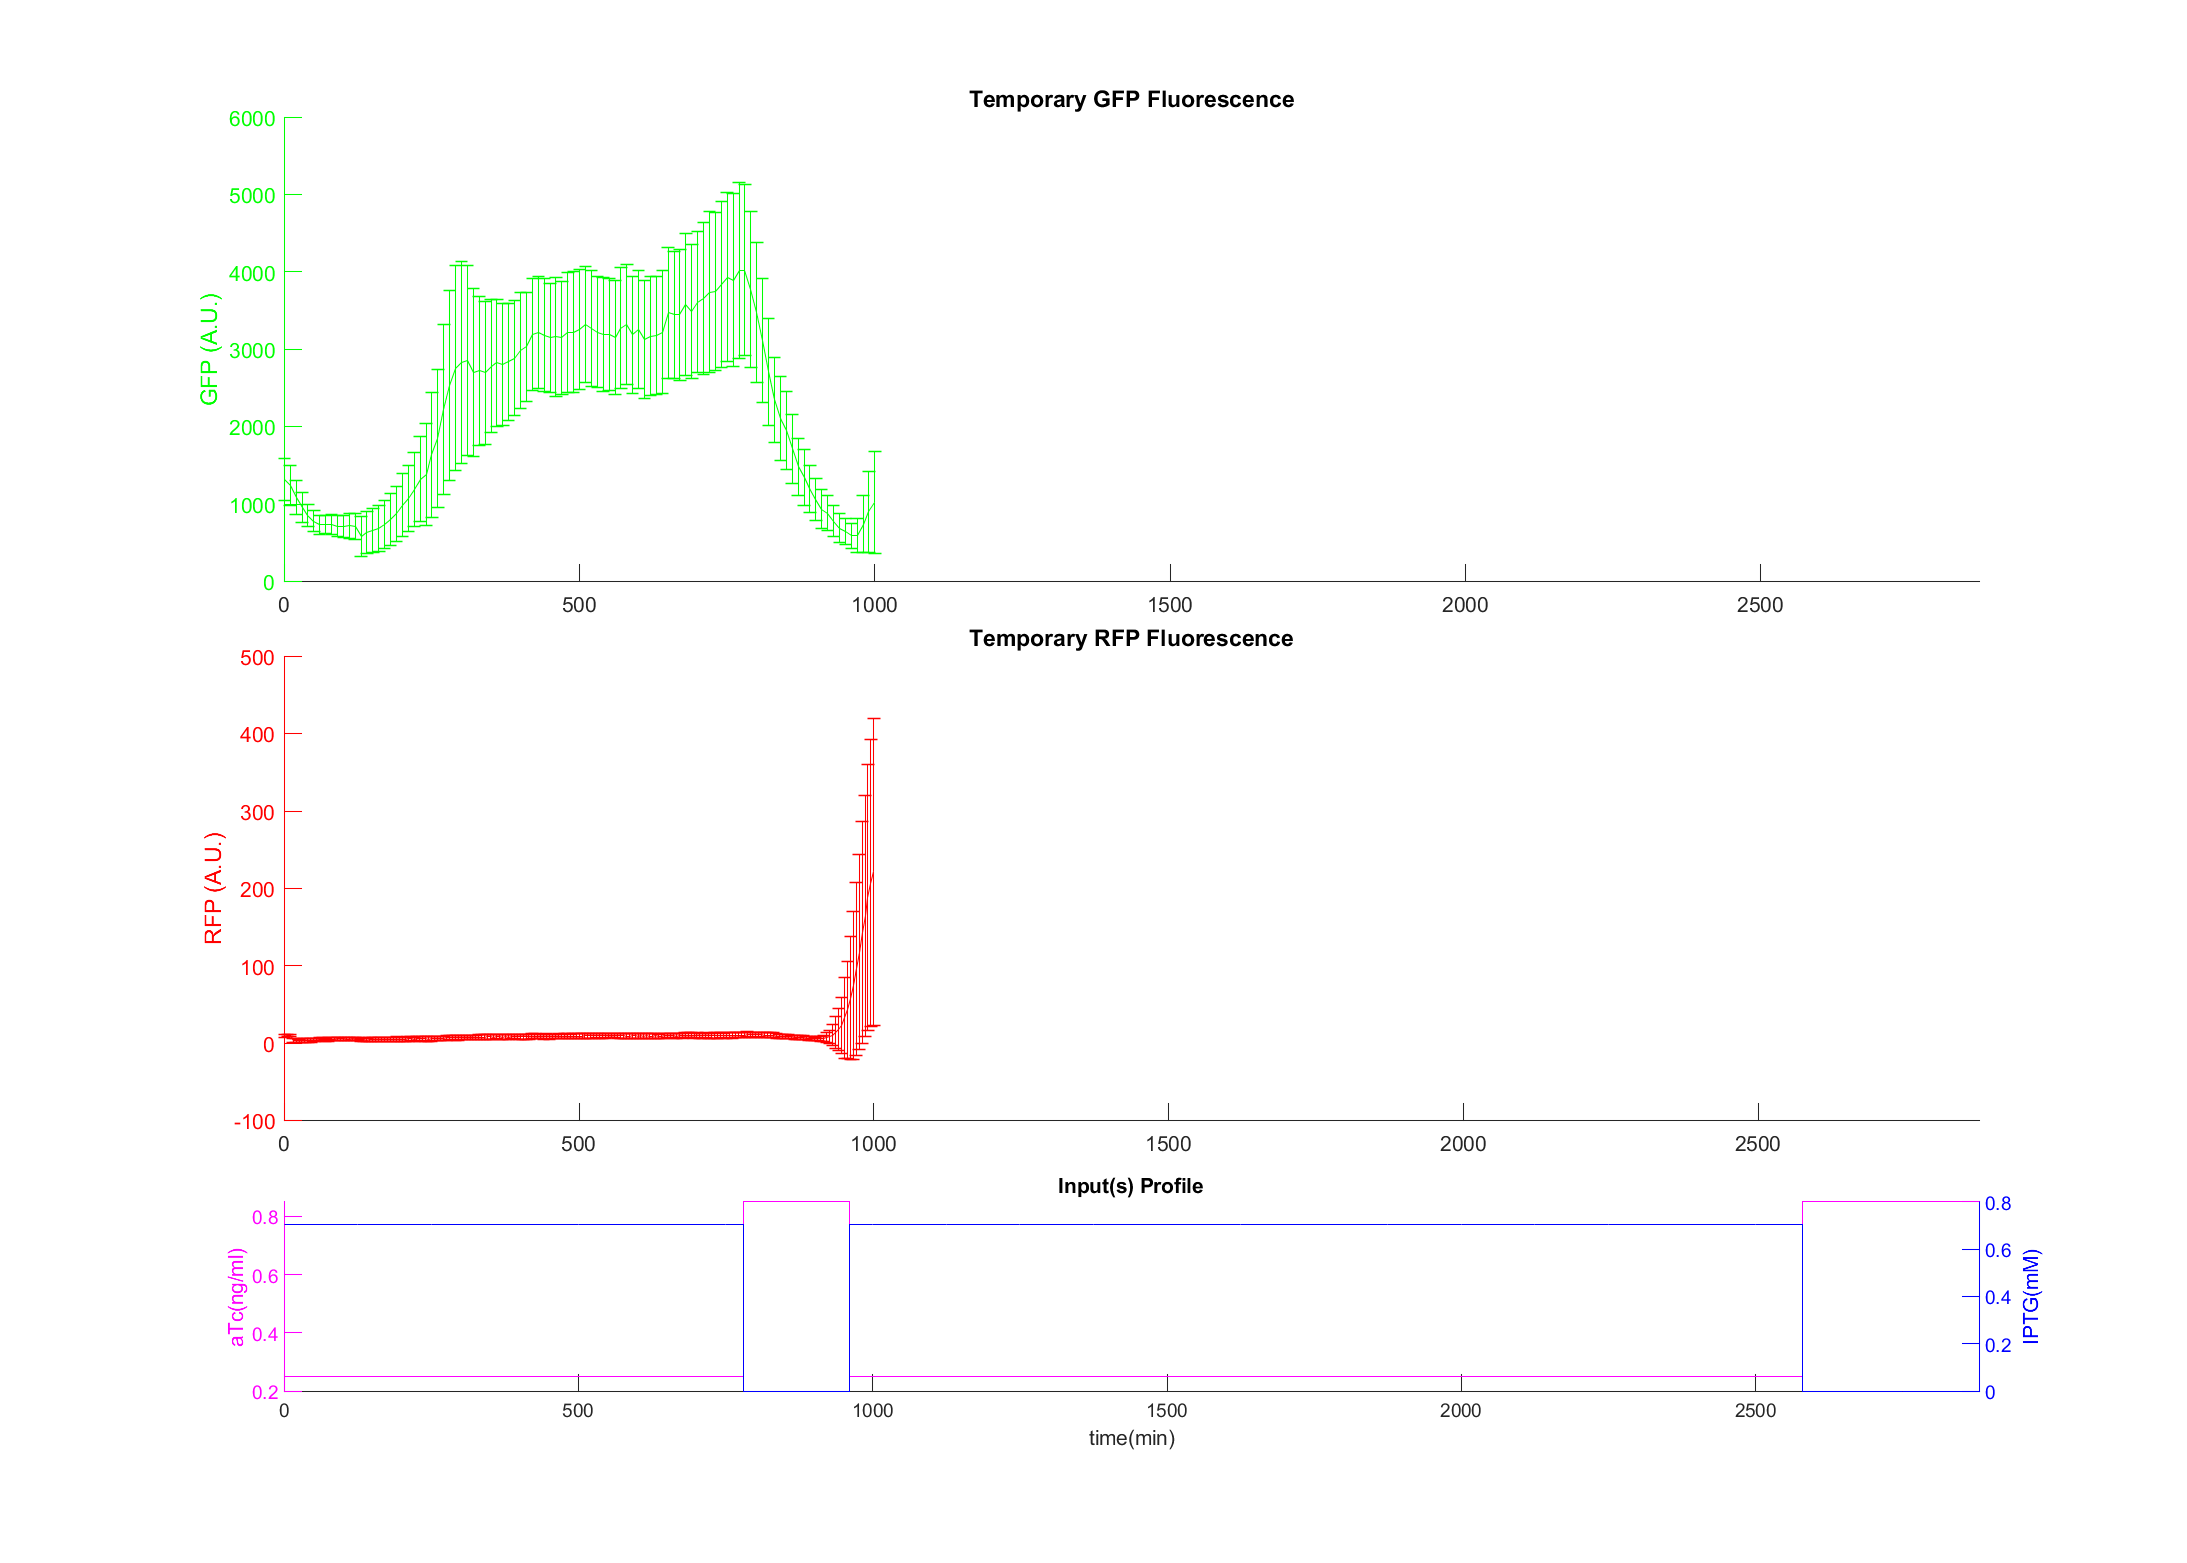 Temporary GFP Fluorescence
6000
5000
4000
3000
2000
1000
0
GFP (A.U.)
0 500 1000 1500 2000 2500
Temporary RFP Fluorescence
500
400
300
200
100
0
-100
RFP (A.U.)
0 500 1000 1500 2000 2500
Input(s) Profile
0.8
0.6
0.4
0.2
aTc(ng/ml)
0.8
0.6
0.4
0.2
0
IPTG(mM)
0 500 1000 1500 2000 2500
time(min)